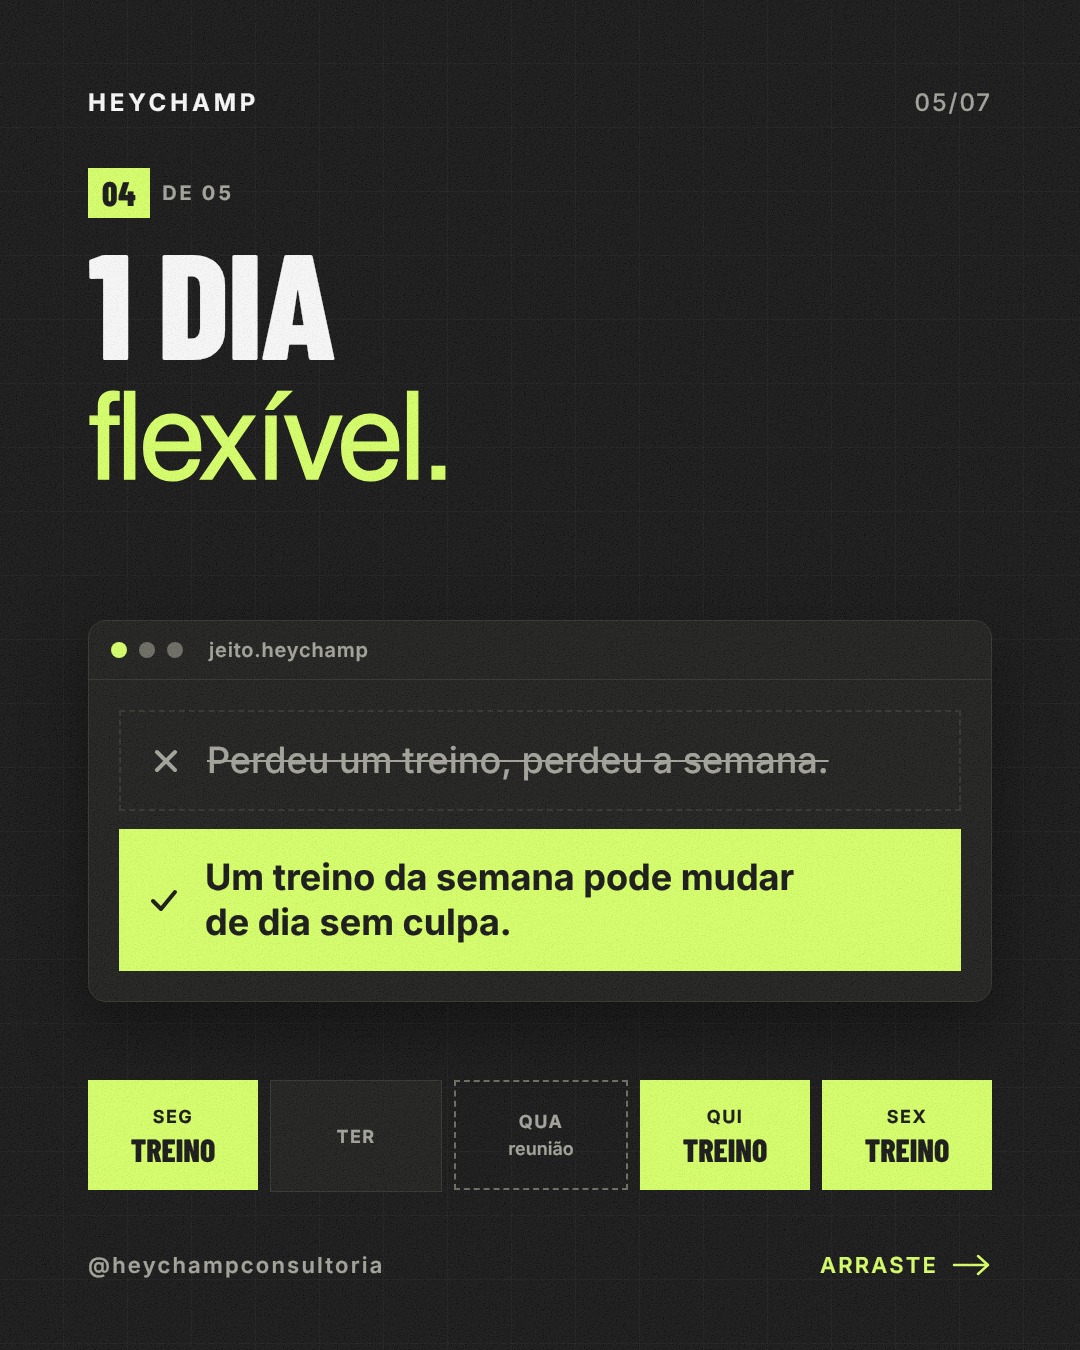 HEYCHAMP
05/07
04 DE 05
1 DIA
flexível.
jeito.heychamp
Perdeu um treino, perdeu a semana.
Um treino da semana pode mudar
de dia sem culpa.
SEG
TREINO
TER
QUA
reunião
QUI
TREINO
SEX
TREINO
@heychampconsultoria
ARRASTE